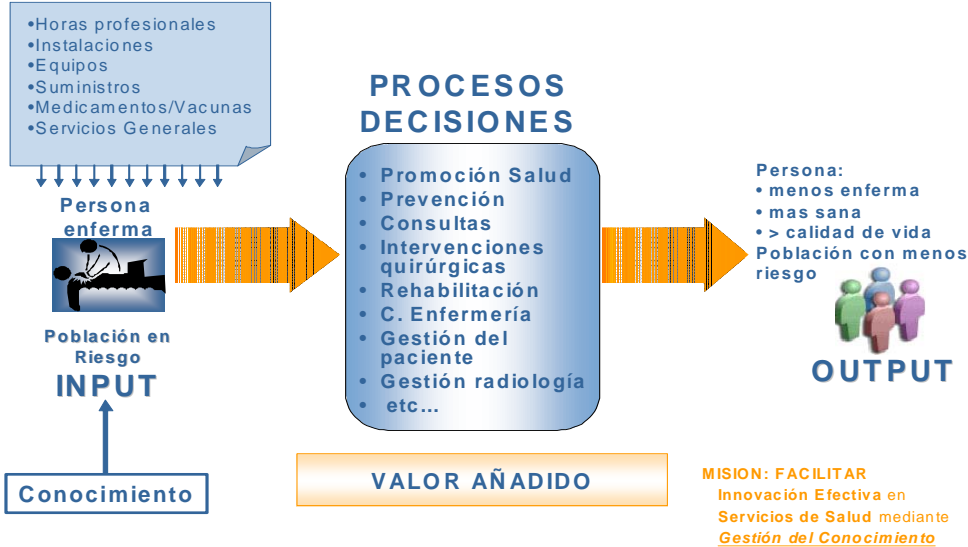 •Horas profesionales
•Instalaciones
•Equipos
•Suministros
•Medicamentos/Vacunas
•Servicios Generales
Persona
enferma
Población en
Riesgo
INPUT
Conocimiento
PROCESOS
DECISIONES
• Promoción Salud
• Prevención
• Consultas
• Intervenciones
quirúrgicas
• Rehabilitación
• C. Enfermería
• Gestión del
paciente
• Gestión radiología
• etc...
VALOR AÑADIDO
Persona:
• menos enferma
• mas sana
• > calidad de vida
Población con menos
riesgo
OUTPUT
MISION: FACILITAR
Innovación Efectiva en
Servicios de Salud mediante
Gestión del Conocimiento